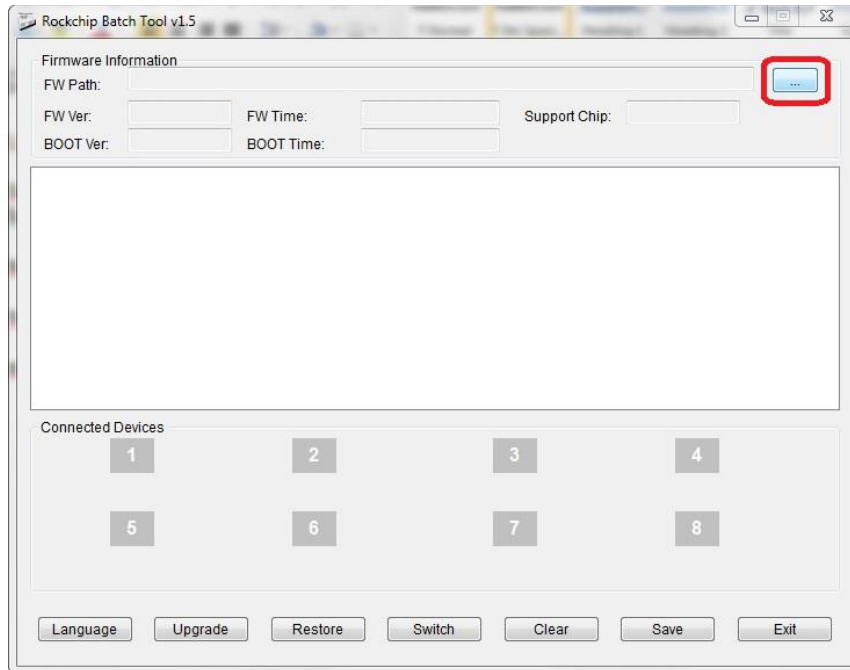 Rockchip Batch Tool v1.5
Firmware Information
FW Path:
...
FW Ver: FW Time: Support Chip:
BOOT Ver: BOOT Time:
Connected Devices
1 2 3 4
5 6 7 8
Language Upgrade Restore Switch Clear Save Exit